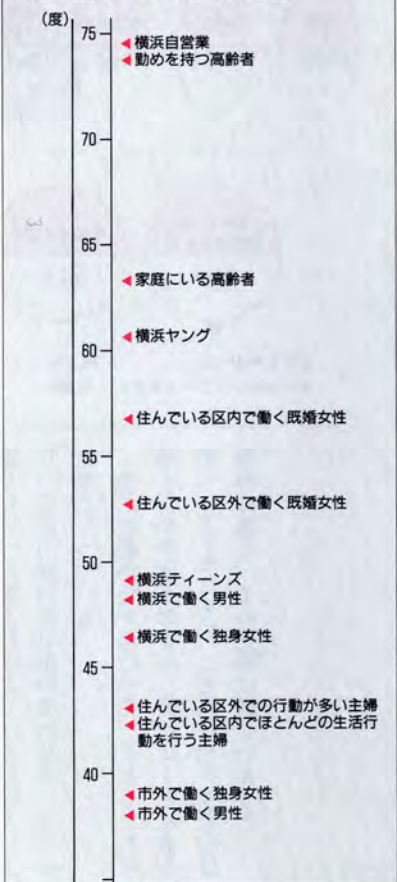 (度)
75
横浜自営業
勤めを持つ高齢者
70
65
家庭にいる高齢者
横浜ヤング
60
住んでいる区内で働く既婚女性
55
住んでいる区外で働く既婚女性
50
横浜ティーンズ
横浜で働く男性
横浜で働く独身女性
45
住んでいる区外での行動が多い主婦
住んでいる区内でほとんどの生活行
動を行う主婦
40
市外で働く独身女性
市外で働く男性